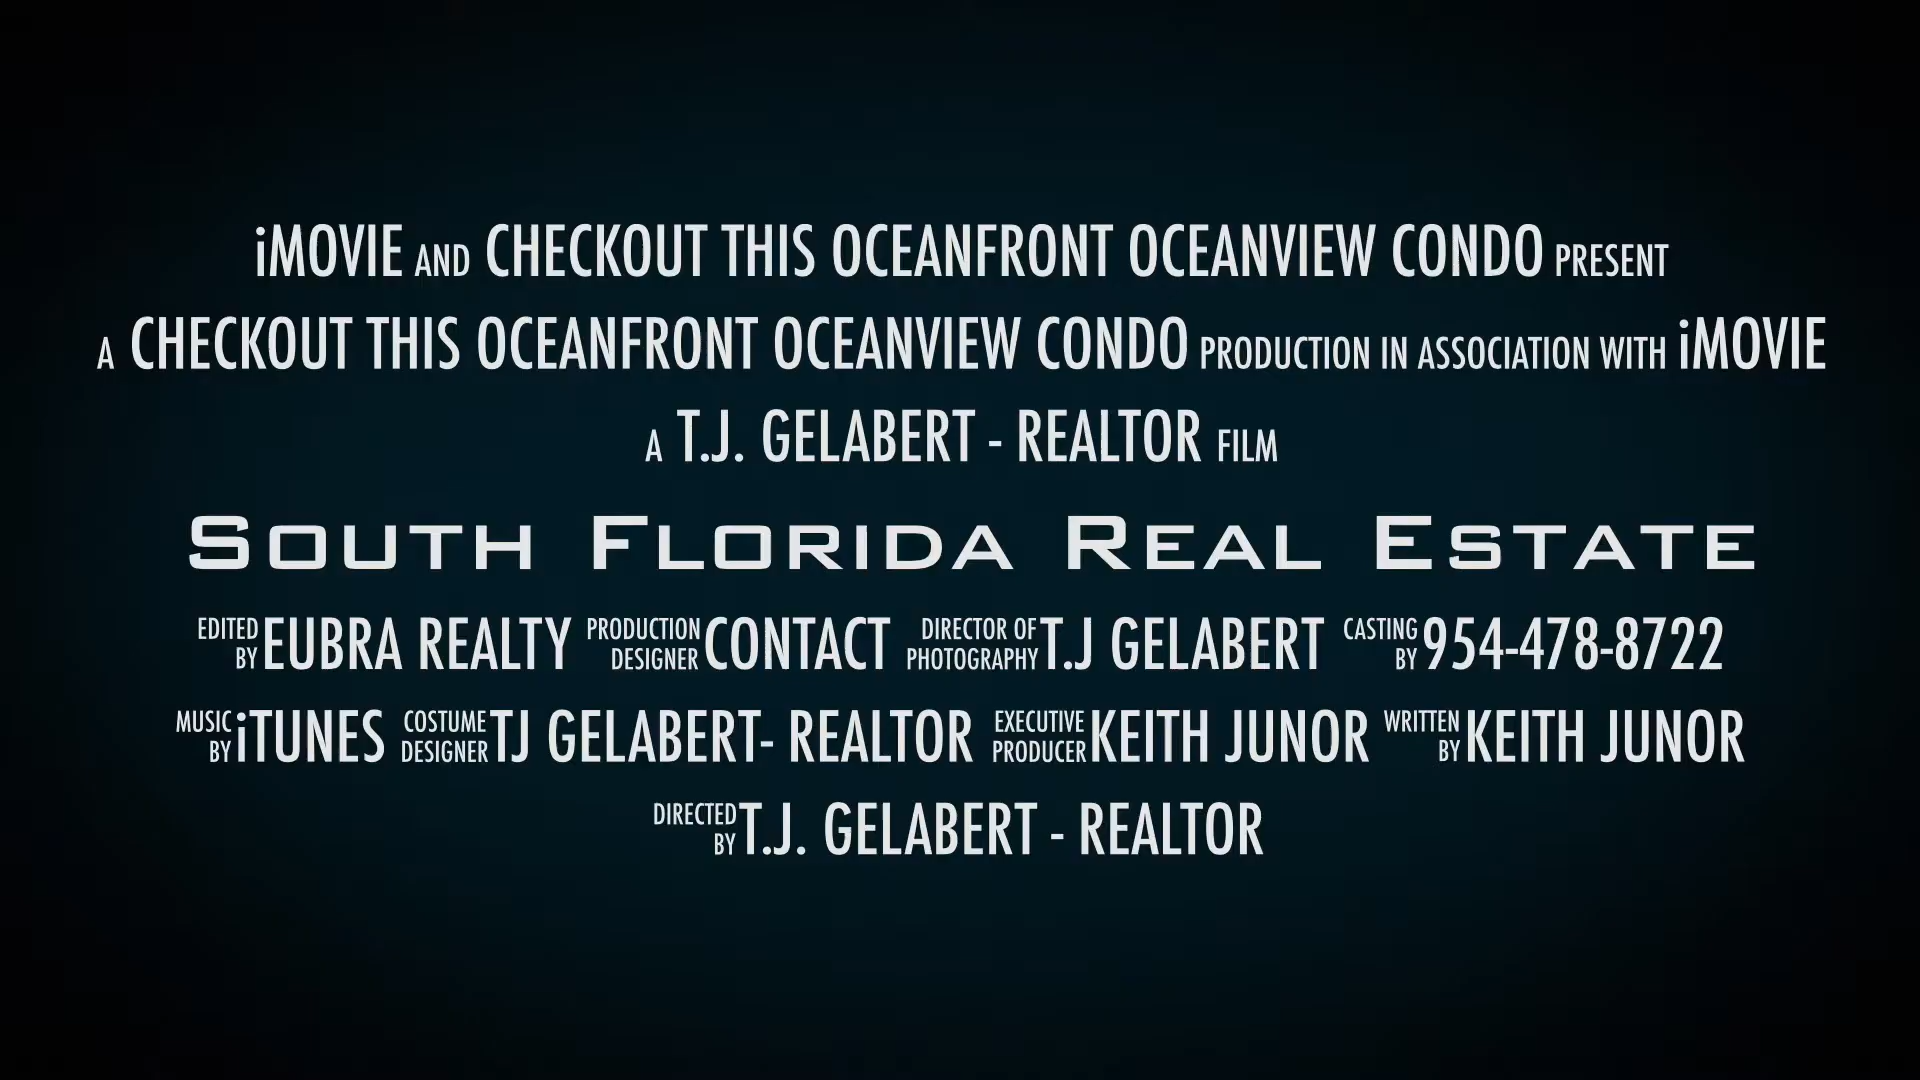 iMOVIE AND CHECKOUT THIS OCEANFRONT OCEANVIEW CONDO PRESENT
A CHECKOUT THIS OCEANFRONT OCEANVIEW CONDO PRODUCTION IN ASSOCIATION WITH iMOVIE
A T.J. GELABERT - REALTOR FILM
SOUTH FLORIDA REAL ESTATE
EDITED BY EUBRA REALTY PRODUCTION DESIGNER CONTACT DIRECTOR OF PHOTOGRAPHY T.J GELABERT CASTING BY 954-478-8722
MUSIC BY iTUNES COSTUME DESIGNER TJ GELABERT- REALTOR EXECUTIVE PRODUCER KEITH JUNOR WRITTEN BY KEITH JUNOR
DIRECTED BY T.J. GELABERT - REALTOR